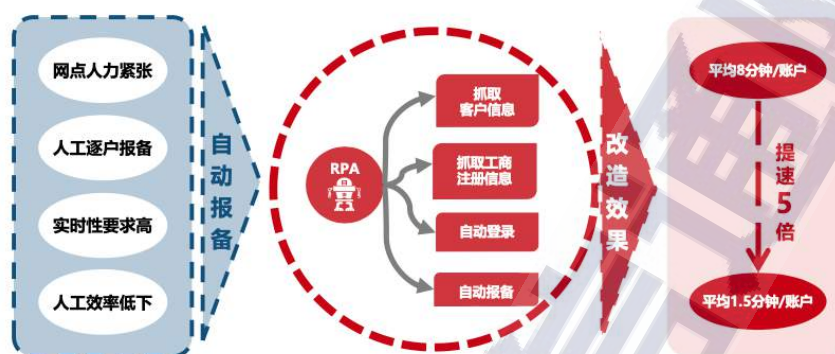 网点人力紧张
人工逐户报备
实时性要求高
人工效率低下
自动报备
RPA
抓取
客户信息
抓取工商
注册信息
自动登录
自动报备
改造效果
平均8分钟/账户
提速5倍
平均1.5分钟/账户